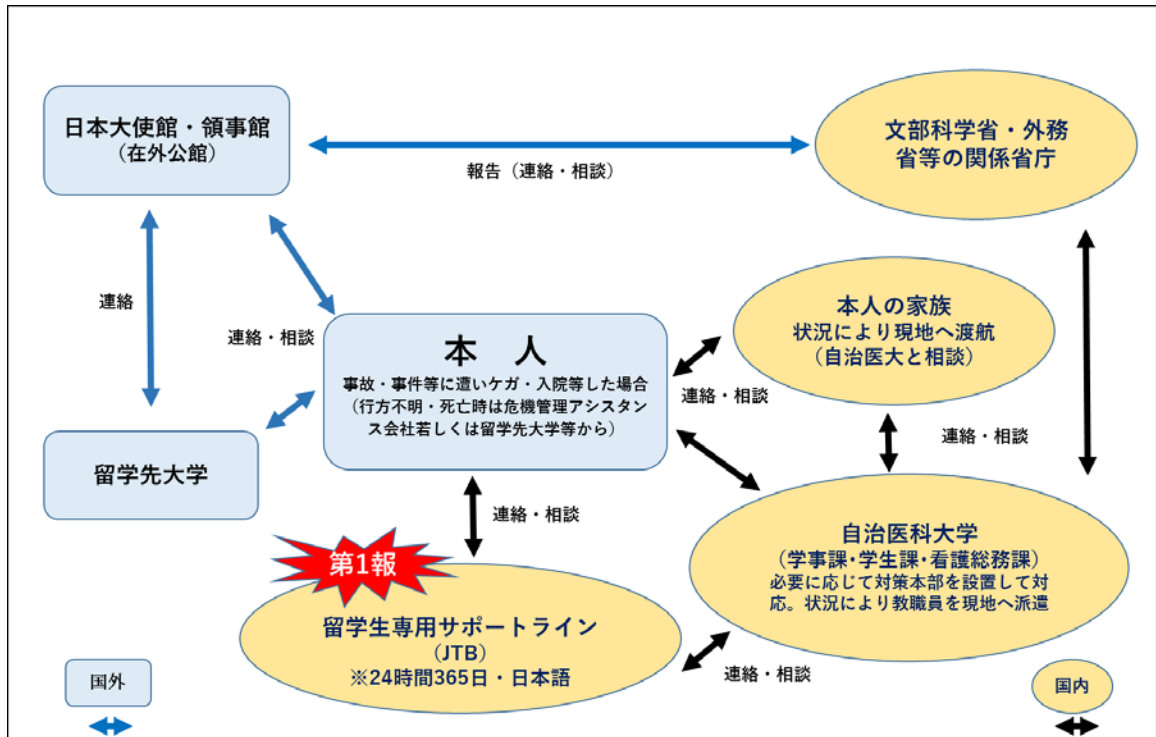 日本大使館・領事館
（在外公館）
文部科学省・外務
省等の関係省庁
報告（連絡・相談）
連絡
連絡・相談
本　人
事故・事件等に遭いケガ・入院等した場合
（行方不明・死亡時は危機管理アシスタン
ス会社若しくは留学先大学等から）
本人の家族
状況により現地へ渡航
（自治医大と相談）
連絡・相談
連絡・相談
留学先大学
連絡・相談
第1報
留学生専用サポートライン
（JTB）
※24時間365日・日本語
自治医科大学
（学事課・学生課・看護総務課）
必要に応じて対策本部を設置して対
応。状況により教職員を現地へ派遣
連絡・相談
国外
国内